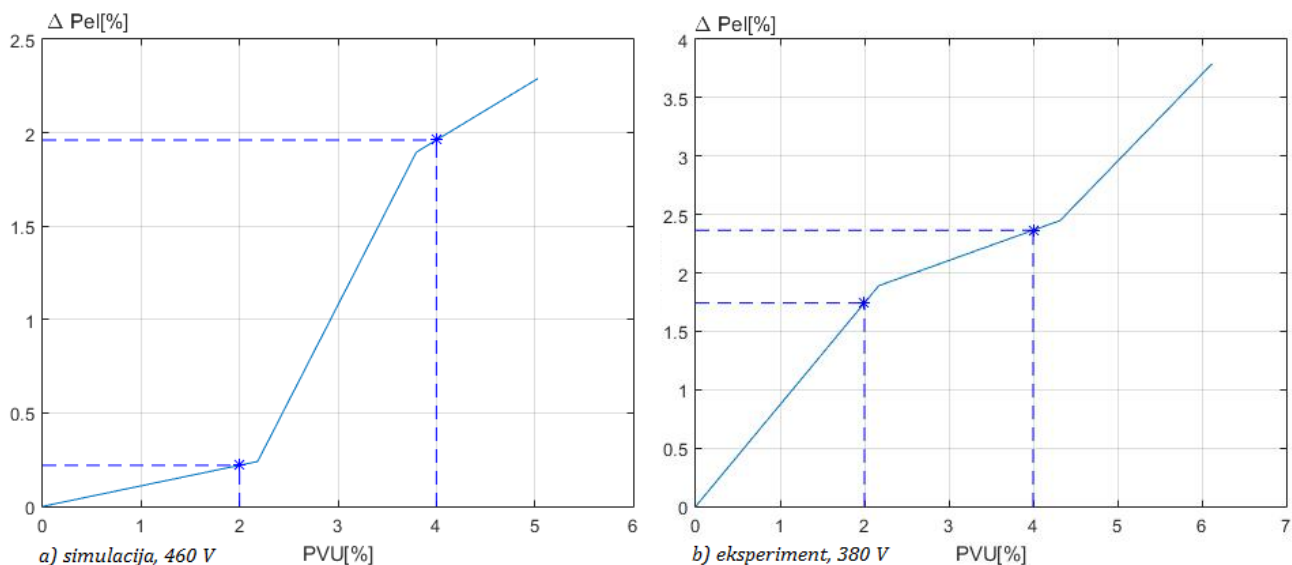 Δ Pel[%]
2.5
2
1.5
1
0.5
0
0 1 2 3 4 5 6
a) simulacija, 460 V
PVU[%]
Δ Pel[%]
4
3.5
3
2.5
2
1.5
1
0.5
0
0 1 2 3 4 5 6 7
b) eksperiment, 380 V
PVU[%]